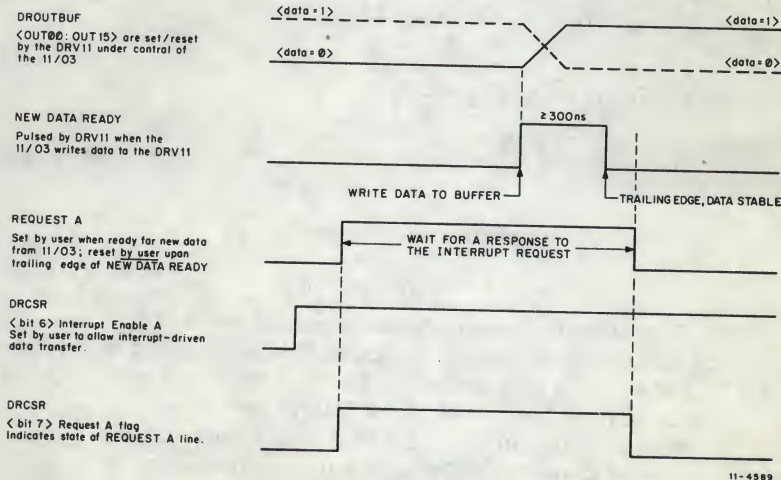 DROUTBUF
<OUT00: OUT15> are set/reset
by the DRV11 under control of
the 11/03
<data=1>
<data=0>
<data=1>
<data=0>
NEW DATA READY
Pulsed by DRV11 when the
11/03 writes data to the DRV11
≥300ns
WRITE DATA TO BUFFER
TRAILING EDGE, DATA STABLE
REQUEST A
Set by user when ready for new data
from 11/03; reset by user upon
trailing edge of NEW DATA READY
WAIT FOR A RESPONSE TO
THE INTERRUPT REQUEST
DRCSR
<bit 6> Interrupt Enable A
Set by user to allow interrupt-driven
data transfer.
DRCSR
<bit 7> Request A flag
Indicates state of REQUEST A line.
11-4589